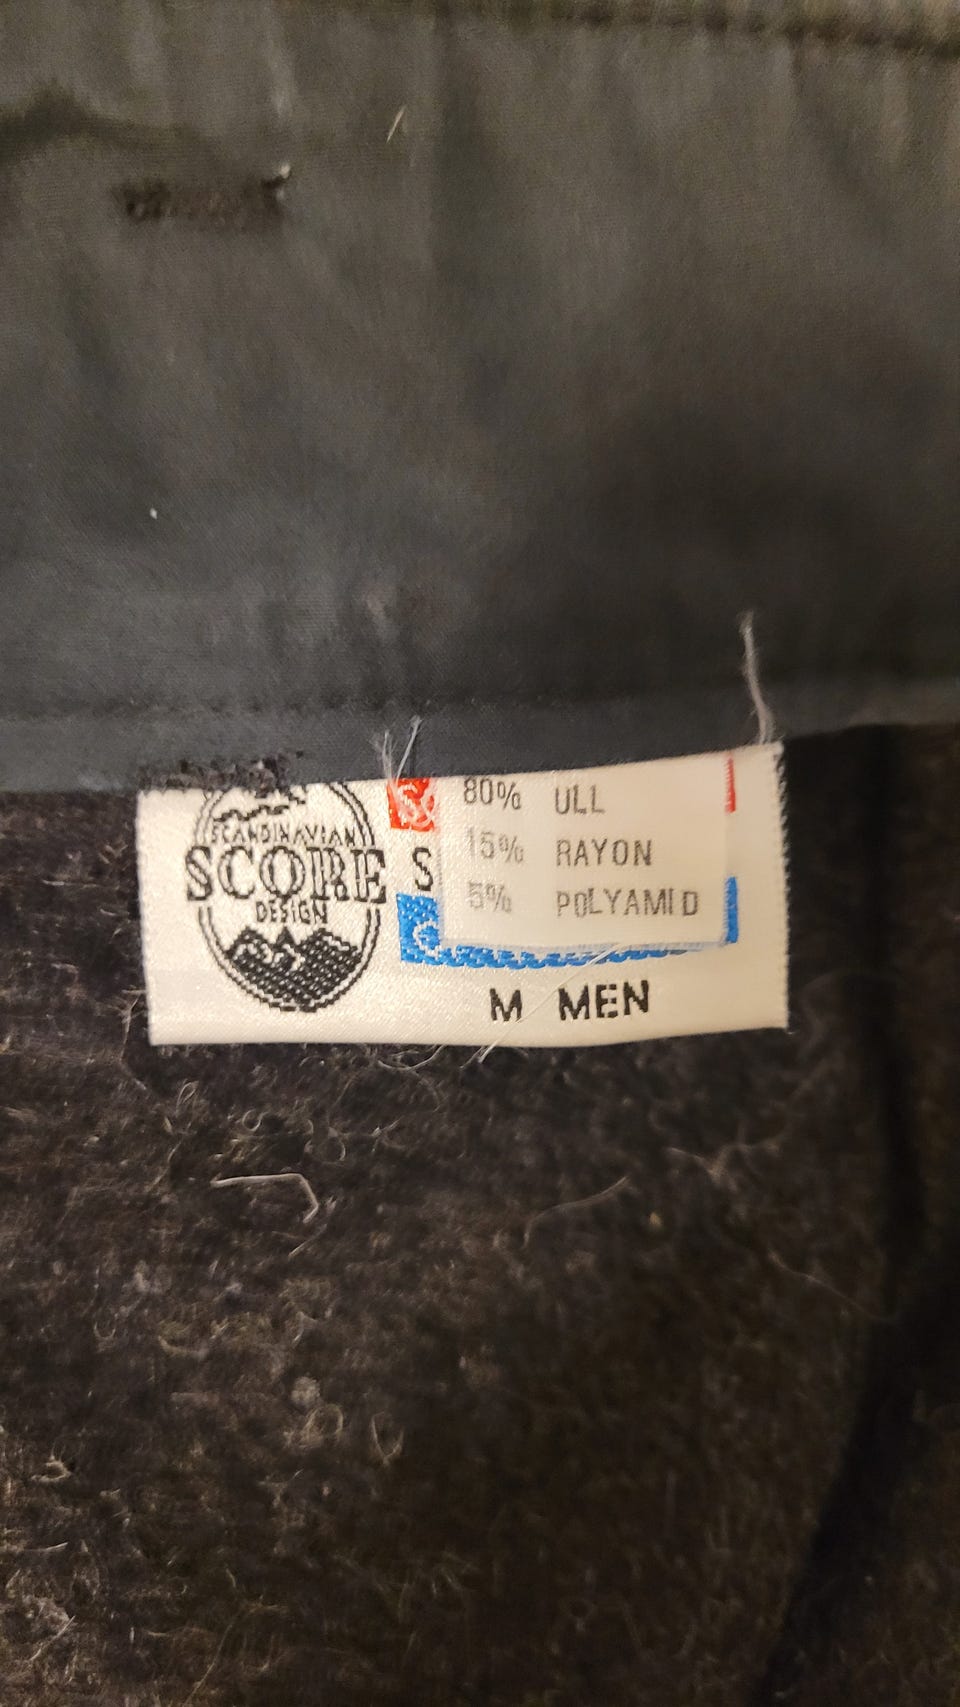 SCANDINAVIAN
SCORE
DESIGN
S
80% ULL
15% RAYON
5% POLYAMID
M MEN